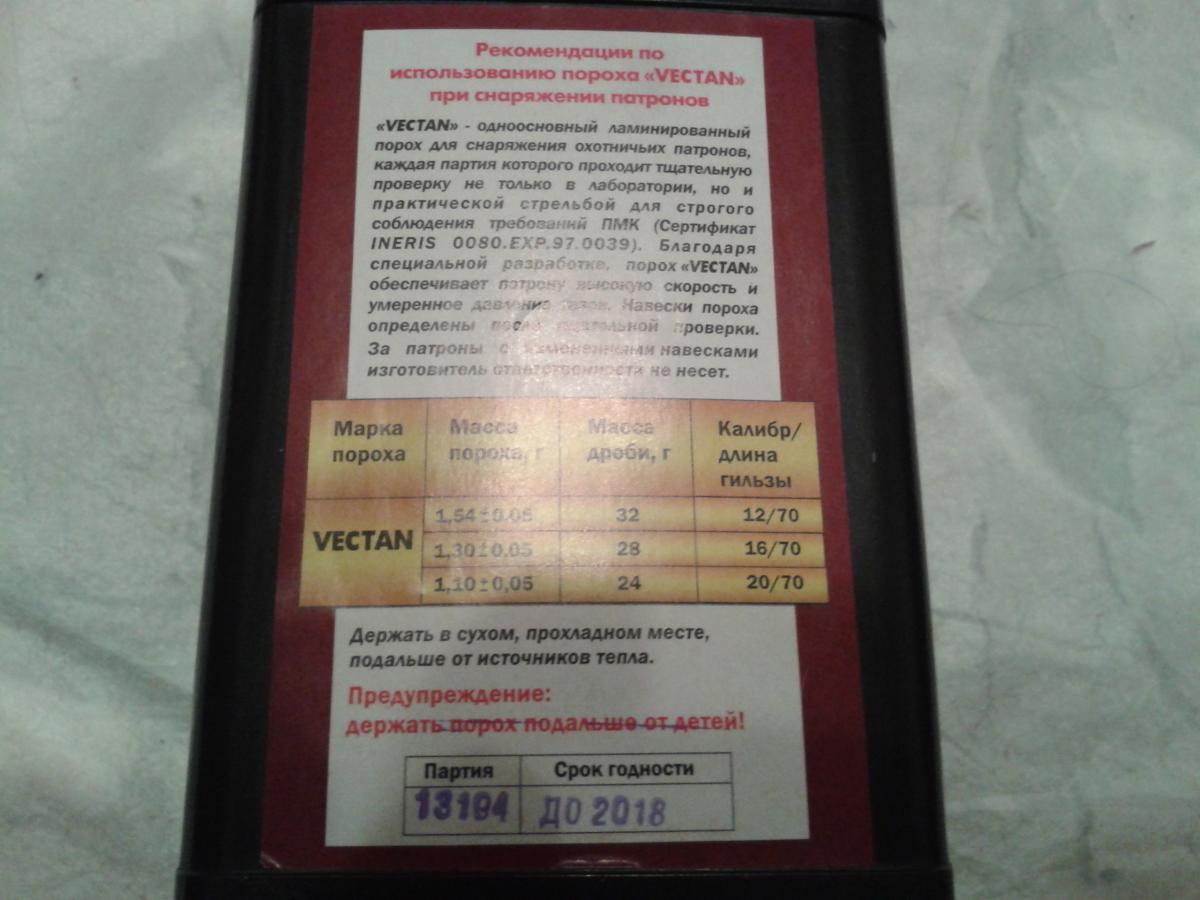 Рекомендации по
использованию пороха «VECTAN»
при снаряжении патронов
«VECTAN» - одноосновный ламинированный
порох для снаряжения охотничьих патронов,
каждая партия которого проходит тщательную
проверку не только в лаборатории, но и
практической стрельбой для строгого
соблюдения требований ПМК (Сертификат
INERIS 0080.EXP.97.0039). Благодаря
специальной разработке, порох «VECTAN»
обеспечивает патрону высокую скорость и
умеренное давление газов. Навески пороха
определены после тщательной проверки.
За патроны с измененными навесками
изготовитель ответственности не несет.
Марка пороха Масса пороха, г Масса дроби, г Калибр/ длина гильзы
VECTAN
1,54±0,05 32 12/70
1,30±0,05 28 16/70
1,10±0,05 24 20/70
Держать в сухом, прохладном месте,
подальше от источников тепла.
Предупреждение:
держать порох подальше от детей!
Партия Срок годности
13194 ДО 2018